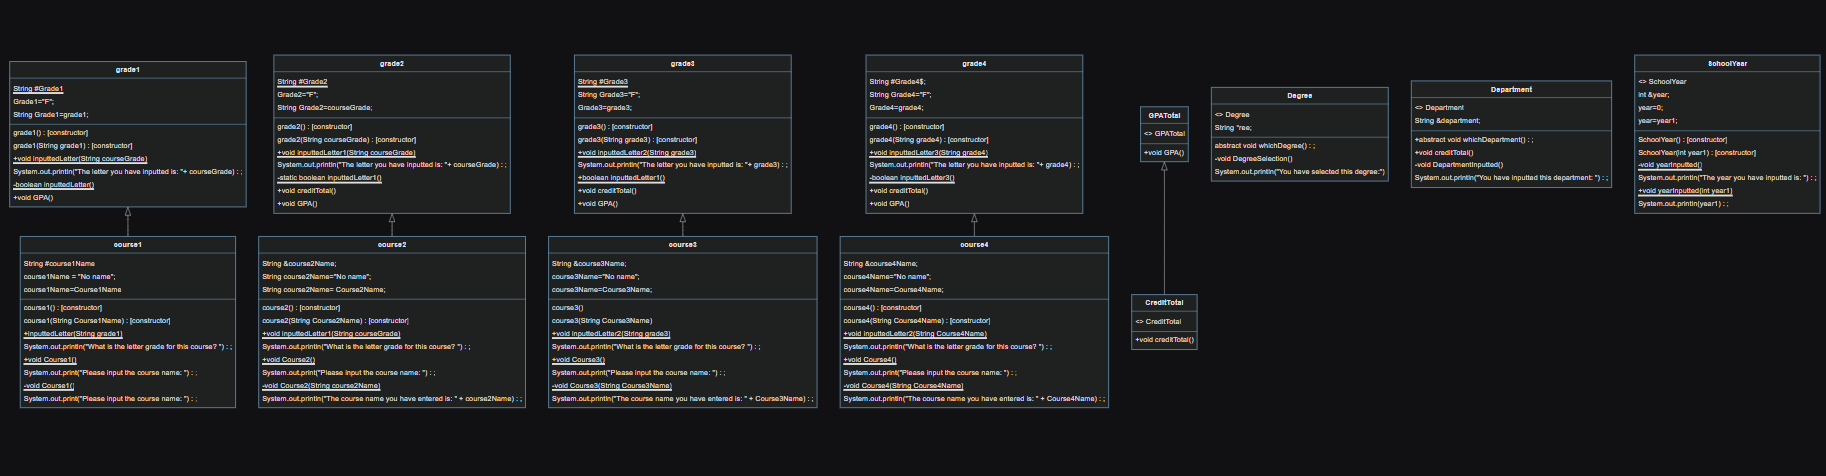 grade1
String #Grade1
Grade1="F";
String Grade1=grade1;
grade1() : [constructor]
grade1(String grade1) : [constructor]
+void inputtedLetter(String courseGrade)
System.out.println("The letter you have inputted is: "+ courseGrade) : ;
-boolean inputtedLetter()
+void GPA()
course1
String #course1Name
course1Name = "No name";
course1Name=Course1Name
course1() : [constructor]
course1(String Course1Name) : [constructor]
+inputtedLetter(String grade1)
System.out.println("What is the letter grade for this course? ") : ;
+void Course1()
System.out.print("Please input the course name: ") : ;
-void Course1()
System.out.print("Please input the course name: ") : ;
grade2
String #Grade2
Grade2="F";
String Grade2=courseGrade;
grade2() : [constructor]
grade2(String courseGrade) : [constructor]
+void inputtedLetter1(String courseGrade)
System.out.println("The letter you have inputted is: "+ courseGrade) : ;
-static boolean inputtedLetter1()
+void creditTotal()
+void GPA()
course2
String &course2Name;
String course2Name="No name";
String course2Name= Course2Name;
course2() : [constructor]
course2(String Course2Name) : [constructor]
+void inputtedLetter1(String courseGrade)
System.out.println("What is the letter grade for this course? ") : ;
+void Course2()
System.out.print("Please input the course name: ") : ;
-void Course2(String course2Name)
System.out.println("The course name you have entered is: " + course2Name) : ;
grade3
String #Grade3
String Grade3="F";
Grade3=grade3;
grade3() : [constructor]
grade3(String grade3) : [constructor]
+void inputtedLetter2(String grade3)
System.out.println("The letter you have inputted is: "+ grade3) : ;
+boolean inputtedLetter1()
+void creditTotal()
+void GPA()
course3
String &course3Name;
course3Name="No name";
course3Name=Course3Name;
course3()
course3(String Course3Name)
+void inputtedLetter2(String grade3)
System.out.println("What is the letter grade for this course? ") : ;
+void Course3()
System.out.print("Please input the course name: ") : ;
-void Course3(String Course3Name)
System.out.println("The course name you have entered is: " + Course3Name) : ;
grade4
String #Grade4$;
String Grade4="F";
Grade4=grade4;
grade4() : [constructor]
grade4(String grade4) : [constructor]
+void inputtedLetter3(String grade4)
System.out.println("The letter you have inputted is: "+ grade4) : ;
-boolean inputtedLetter3()
+void creditTotal()
+void GPA()
course4
String &course4Name;
course4Name="No name";
course4Name=Course4Name;
course4() : [constructor]
course4(String Course4Name) : [constructor]
+void inputtedLetter2(String Course4Name)
System.out.println("What is the letter grade for this course? ") : ;
+void Course4()
System.out.print("Please input the course name: ") : ;
-void Course4(String Course4Name)
System.out.println("The course name you have entered is: " + Course4Name) : ;
GPATotal
<> GPATotal
+void GPA()
CreditTotal
<> CreditTotal
+void creditTotal()
Degree
<> Degree
String "ree;
abstract void whichDegree() : ;
-void DegreeSelection()
System.out.println("You have selected this degree:")
Department
<> Department
String &department;
+abstract void whichDepartment() : ;
+void creditTotal()
-void DepartmentInputted()
System.out.println("You have inputted this department: ") : ;
SchoolYear
<> SchoolYear
int &year;
year=0;
year=year1;
SchoolYear() : [constructor]
SchoolYear(int year1) : [constructor]
-void yearInputted()
System.out.println("The year you have inputted is: ") : ;
+void yearInputted(int year1)
System.out.println(year1) : ;